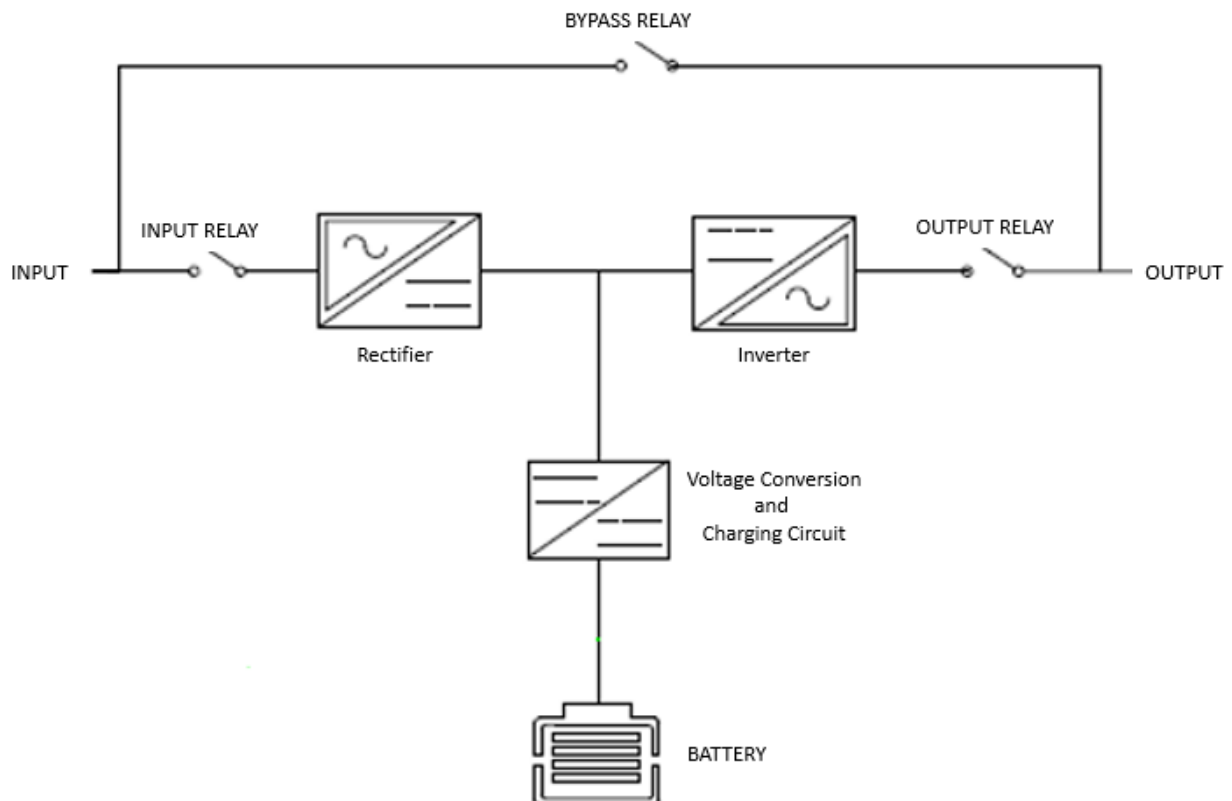 BYPASS RELAY
INPUT RELAY
OUTPUT RELAY
INPUT
OUTPUT
Rectifier
Inverter
Voltage Conversion
and
Charging Circuit
BATTERY